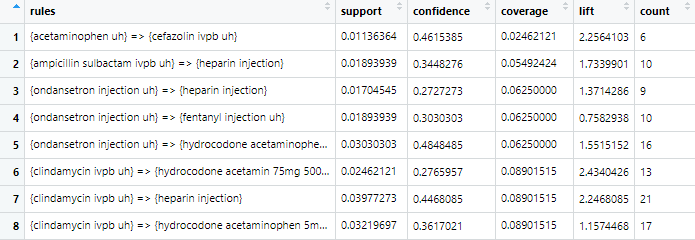 rules support confidence coverage lift count
1 {acetaminophen uh} => {cefazolin ivpb uh} 0.01136364 0.4615385 0.02462121 2.2564103 6
2 {ampicillin sulbactam ivpb uh} => {heparin injection} 0.01893939 0.3448276 0.05492424 1.7339901 10
3 {ondansetron injection uh} => {heparin injection} 0.01704545 0.2727273 0.06250000 1.3714286 9
4 {ondansetron injection uh} => {fentanyl injection uh} 0.01893939 0.3030303 0.06250000 0.7582938 10
5 {ondansetron injection uh} => {hydrocodone acetaminophe... 0.03030303 0.4848485 0.06250000 1.5515152 16
6 {clindamycin ivpb uh} => {hydrocodone acetamin 75mg 500... 0.02462121 0.2765957 0.08901515 2.4340426 13
7 {clindamycin ivpb uh} => {heparin injection} 0.03977273 0.4468085 0.08901515 2.2468085 21
8 {clindamycin ivpb uh} => {hydrocodone acetaminophen 5m... 0.03219697 0.3617021 0.08901515 1.1574468 17